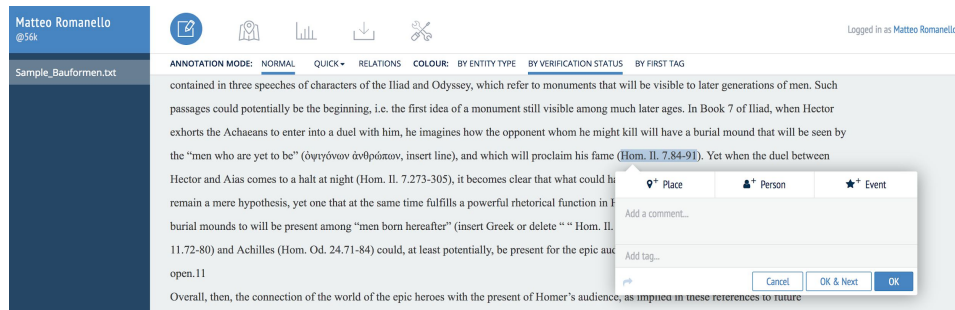 Matteo Romanello
@56k
Logged in as Matteo Romanello
Sample_Bauformen.txt
ANNOTATION MODE: NORMAL QUICK RELATIONS COLOUR: BY ENTITY TYPE BY VERIFICATION STATUS BY FIRST TAG
contained in three speeches of characters of the Iliad and Odyssey, which refer to monuments that will be visible to later generations of men. Such
passages could potentially be the beginning, i.e. the first idea of a monument still visible among much later ages. In Book 7 of Iliad, when Hector
exhorts the Achaeans to enter into a duel with him, he imagines how the opponent whom he might kill will have a burial mound that will be seen by
the “men who are yet to be” (ὀψιγόνων ἀνθρώπων, insert line), and which will proclaim his fame (Hom. Il. 7.84-91). Yet when the duel between
Hector and Aias comes to a halt at night (Hom. Il. 7.273-305), it becomes clear that what could ha
remain a mere hypothesis, yet one that at the same time fulfills a powerful rhetorical function in H
burial mounds to will be present among “men born hereafter” (insert Greek or delete “ “ Hom. Il.
11.72-80) and Achilles (Hom. Od. 24.71-84) could, at least potentially, be present for the epic aud
open.11
Overall, then, the connection of the world of the epic heroes with the present of Homer’s audience, as implied in these references to future
Place Person Event
Add a comment...
Add tag...
Cancel OK & Next OK